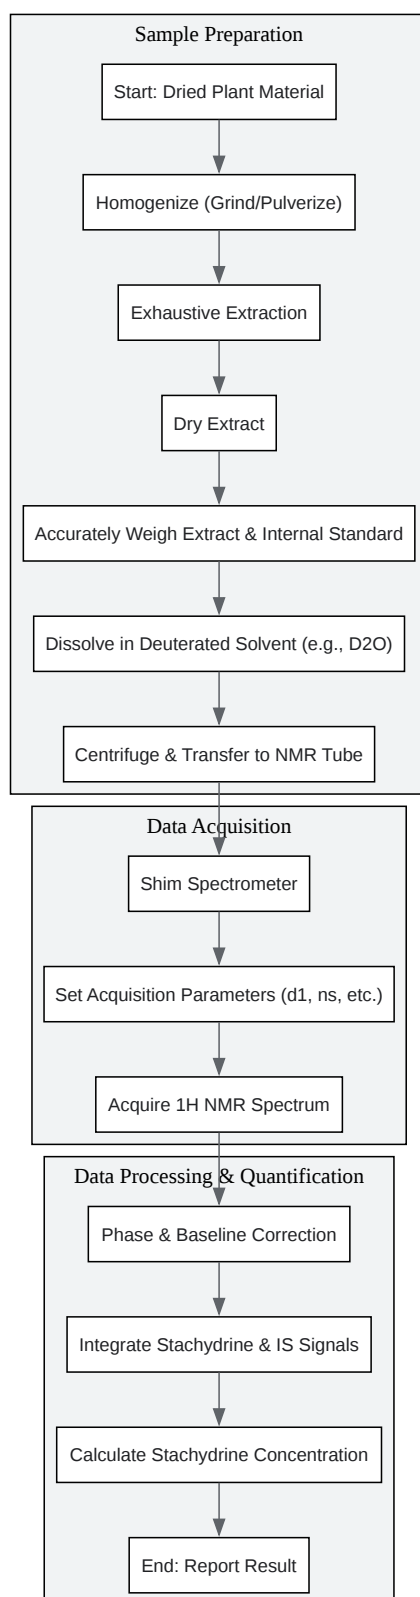 Sample Preparation
Start: Dried Plant Material
Homogenize (Grind/Pulverize)
Exhaustive Extraction
Dry Extract
Accurately Weigh Extract & Internal Standard
Dissolve in Deuterated Solvent (e.g., D2O)
Centrifuge & Transfer to NMR Tube
Data Acquisition
Shim Spectrometer
Set Acquisition Parameters (d1, ns, etc.)
Acquire 1H NMR Spectrum
Data Processing & Quantification
Phase & Baseline Correction
Integrate Stachydrine & IS Signals
Calculate Stachydrine Concentration
End: Report Result